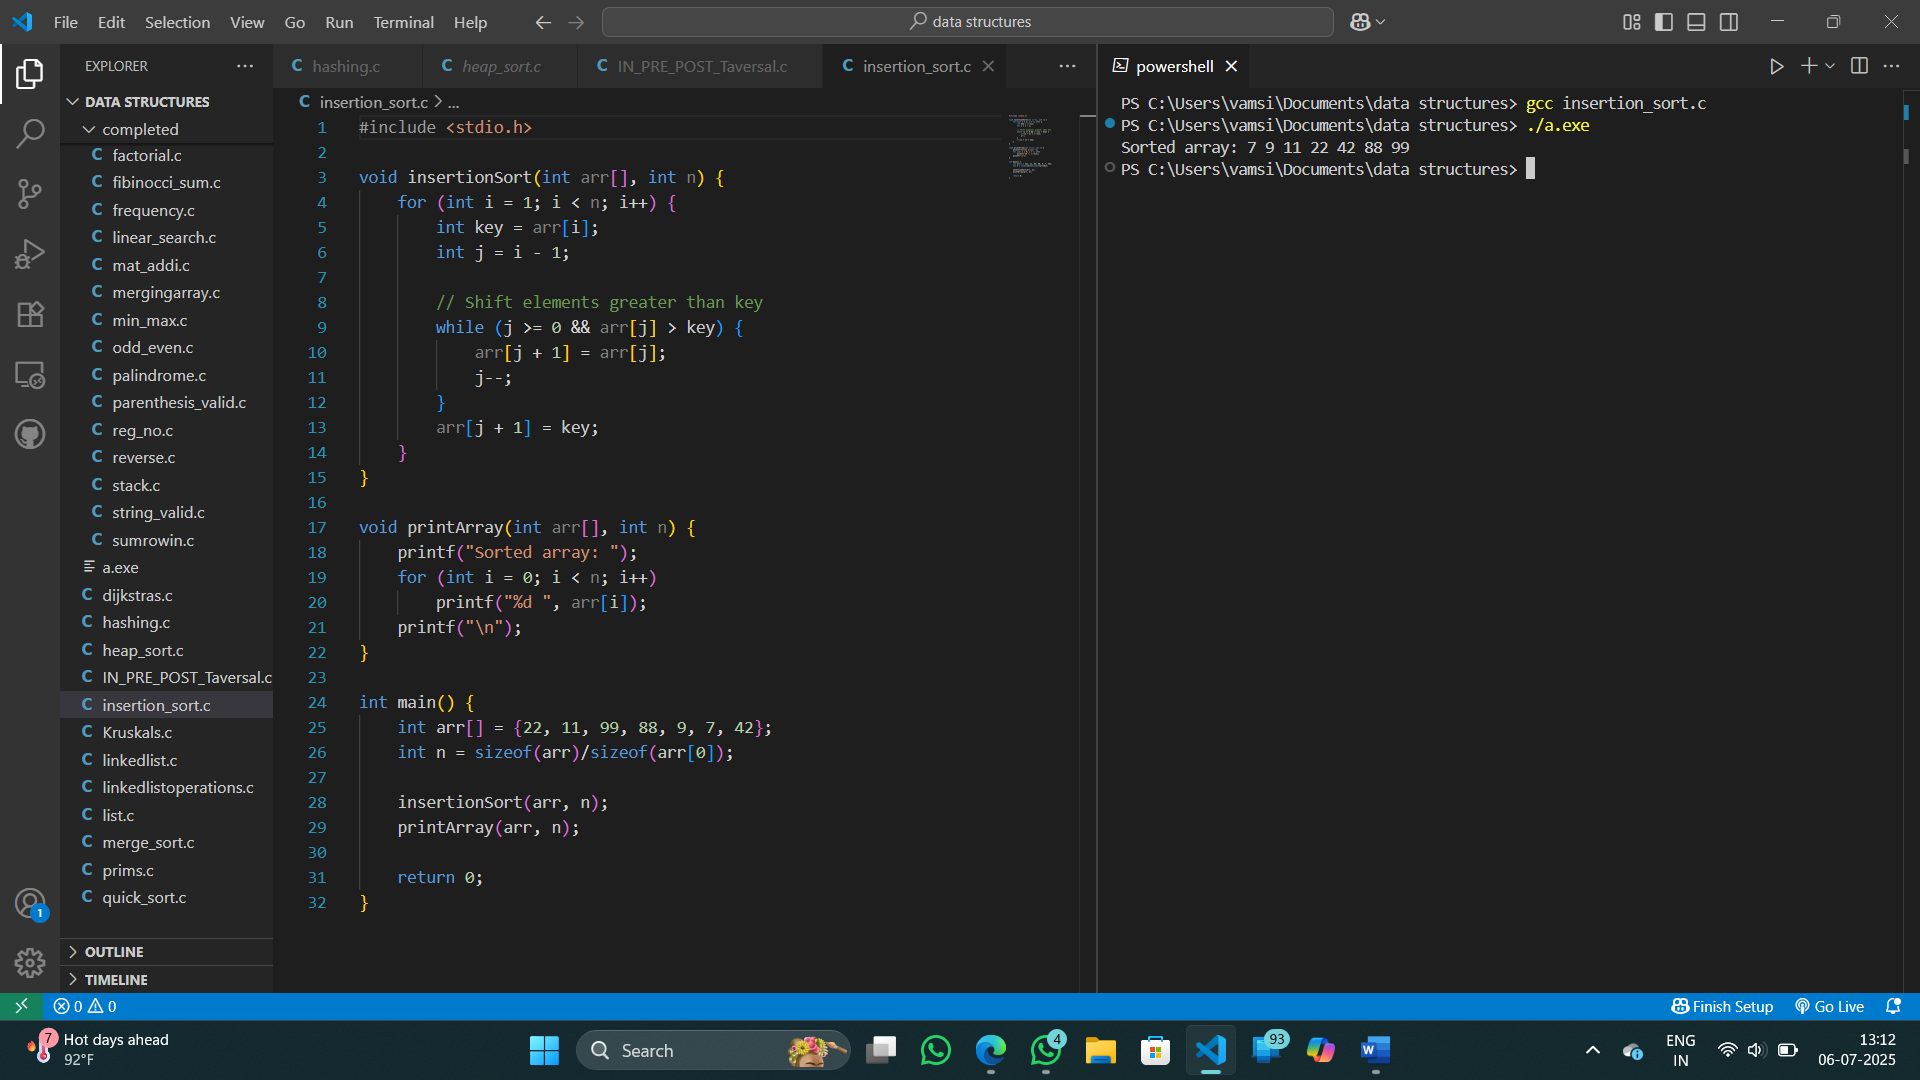 File Edit Selection View Go Run Terminal Help
data structures
EXPLORER
DATA STRUCTURES
completed
factorial.c
fibinocci_sum.c
frequency.c
linear_search.c
mat_addi.c
mergingarray.c
min_max.c
odd_even.c
palindrome.c
parenthesis_valid.c
reg_no.c
reverse.c
stack.c
string_valid.c
sumrowin.c
a.exe
dijkstras.c
hashing.c
heap_sort.c
IN_PRE_POST_Taversal.c
insertion_sort.c
Kruskals.c
linkedlist.c
linkedlistoperations.c
list.c
merge_sort.c
prims.c
quick_sort.c
OUTLINE
TIMELINE
1
C hashing.c C heap_sort.c C IN_PRE_POST_Taversal.c C insertion_sort.c
C insertion_sort.c > ...
1 #include <stdio.h>
2
3 void insertionSort(int arr[], int n) {
4 for (int i = 1; i < n; i++) {
5 int key = arr[i];
6 int j = i - 1;
7
8 // Shift elements greater than key
9 while (j >= 0 && arr[j] > key) {
10 arr[j + 1] = arr[j];
11 j--;
12 }
13 arr[j + 1] = key;
14 }
15 }
16
17 void printArray(int arr[], int n) {
18 printf("Sorted array: ");
19 for (int i = 0; i < n; i++)
20 printf("%d ", arr[i]);
21 printf("\n");
22 }
23
24 int main() {
25 int arr[] = {22, 11, 99, 88, 9, 7, 42};
26 int n = sizeof(arr)/sizeof(arr[0]);
27
28 insertionSort(arr, n);
29 printArray(arr, n);
30
31 return 0;
32 }
powershell
PS C:\Users\vamsi\Documents\data structures> gcc insertion_sort.c
PS C:\Users\vamsi\Documents\data structures> ./a.exe
Sorted array: 7 9 11 22 42 88 99
PS C:\Users\vamsi\Documents\data structures>
0 0
Finish Setup Go Live
7
Hot days ahead
92°F
Search
4
93
ENG
IN
13:12
06-07-2025